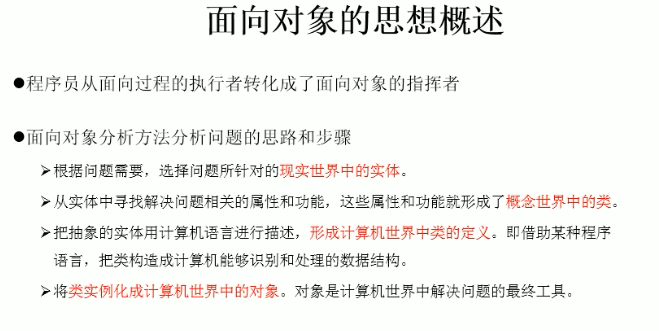 面向对象的思想概述
●程序员从面向过程的执行者转化成了面向对象的指挥者
●面向对象分析方法分析问题的思路和步骤
➢根据问题需要，选择问题所针对的现实世界中的实体。
➢从实体中寻找解决问题相关的属性和功能，这些属性和功能就形成了概念世界中的类。
➢把抽象的实体用计算机语言进行描述，形成计算机世界中类的定义。即借助某种程序
语言，把类构造成计算机能够识别和处理的数据结构。
➢将类实例化成计算机世界中的对象。对象是计算机世界中解决问题的最终工具。